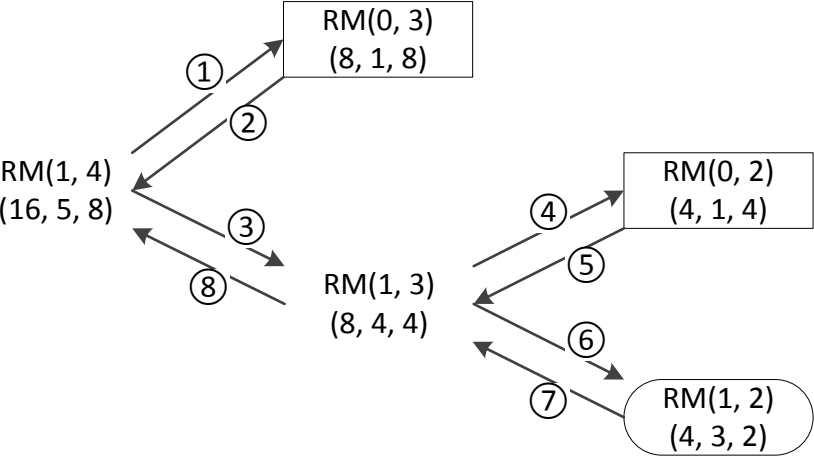 RM(0, 3)
(8, 1, 8)
①
②
RM(1, 4)
(16, 5, 8)
③
⑧
RM(0, 2)
(4, 1, 4)
④
⑤
RM(1, 3)
(8, 4, 4)
⑥
⑦
RM(1, 2)
(4, 3, 2)